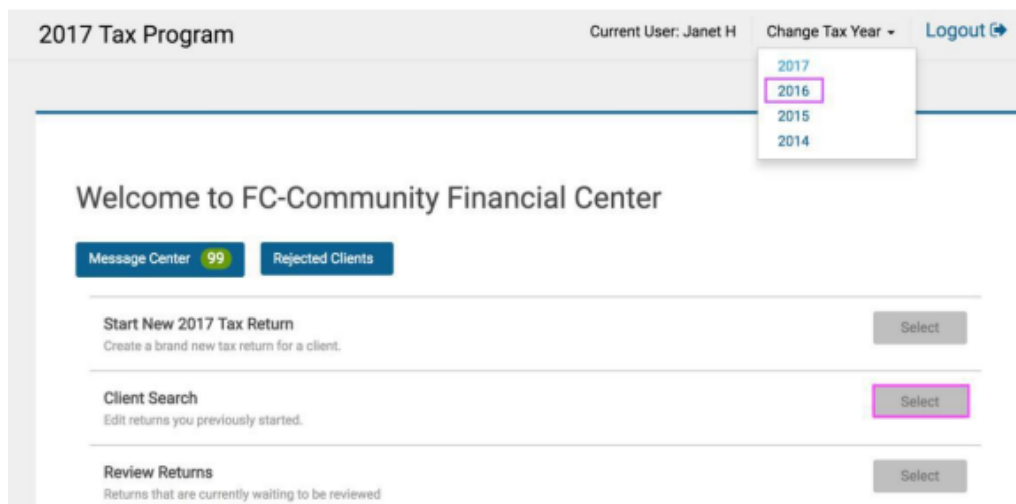 2017 Tax Program
Current User: Janet H
Change Tax Year
Logout
2017
2016
2015
2014
Welcome to FC-Community Financial Center
Message Center 99
Rejected Clients
Start New 2017 Tax Return
Select
Create a brand new tax return for a client.
Client Search
Select
Edit returns you previously started.
Review Returns
Select
Returns that are currently waiting to be reviewed